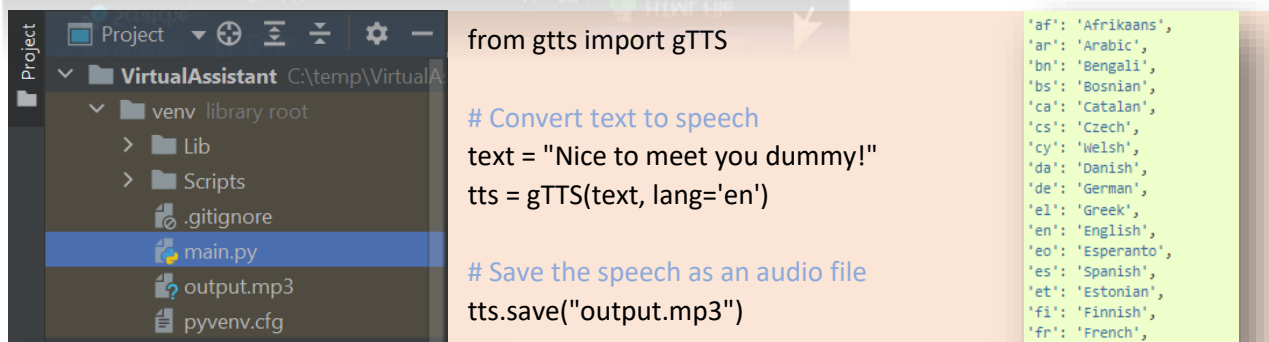 Project
Project
VirtualAssistant C:\temp\VirtualA
venv library root
Lib
Scripts
.gitignore
main.py
output.mp3
pyvenv.cfg
from gtts import gTTS
# Convert text to speech
text = "Nice to meet you dummy!"
tts = gTTS(text, lang='en')
# Save the speech as an audio file
tts.save("output.mp3")
'af': 'Afrikaans',
'ar': 'Arabic',
'bn': 'Bengali',
'bs': 'Bosnian',
'ca': 'Catalan',
'cs': 'Czech',
'cy': 'Welsh',
'da': 'Danish',
'de': 'German',
'el': 'Greek',
'en': 'English',
'eo': 'Esperanto',
'es': 'Spanish',
'et': 'Estonian',
'fi': 'Finnish',
'fr': 'French',